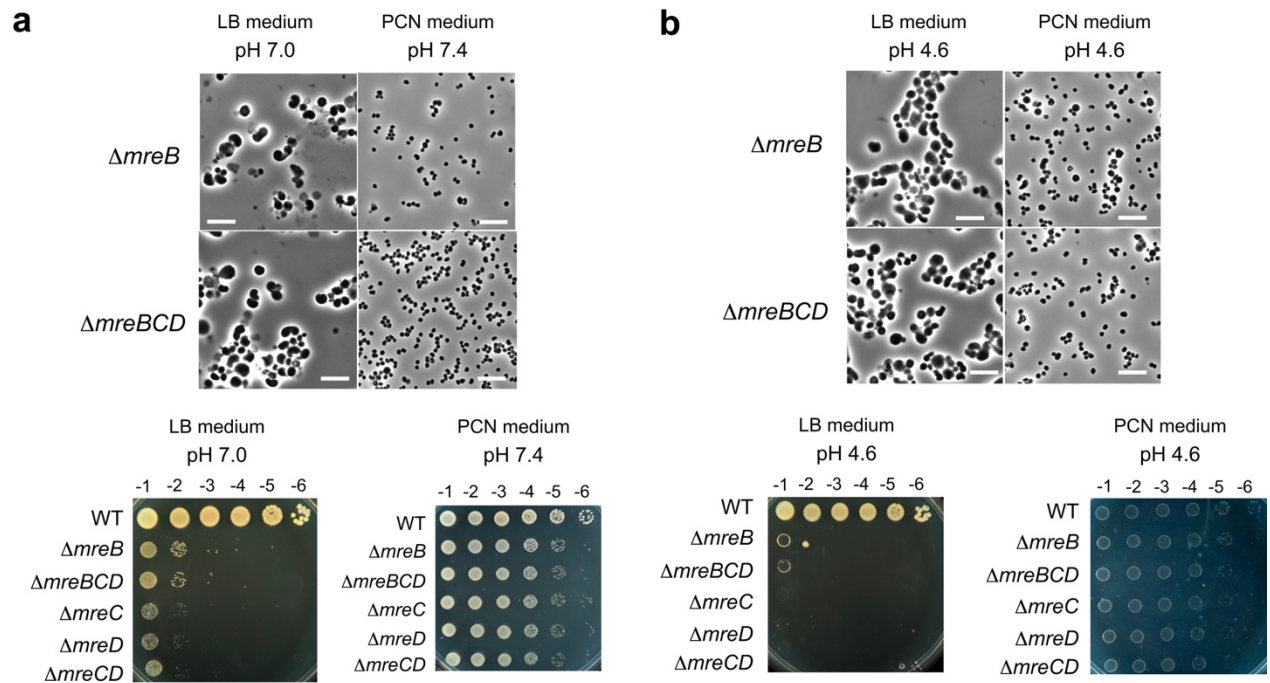 a
LB medium PCN medium
pH 7.0 pH 7.4
ΔmreB
ΔmreBCD
LB medium
pH 7.0
-1 -2 -3 -4 -5 -6
WT
ΔmreB
ΔmreBCD
ΔmreC
ΔmreD
ΔmreCD
PCN medium
pH 7.4
-1 -2 -3 -4 -5 -6
WT
ΔmreB
ΔmreBCD
ΔmreC
ΔmreD
ΔmreCD
b
LB medium PCN medium
pH 4.6 pH 4.6
ΔmreB
ΔmreBCD
LB medium
pH 4.6
-1 -2 -3 -4 -5 -6
WT
ΔmreB
ΔmreBCD
ΔmreC
ΔmreD
ΔmreCD
PCN medium
pH 4.6
-1 -2 -3 -4 -5 -6
WT
ΔmreB
ΔmreBCD
ΔmreC
ΔmreD
ΔmreCD